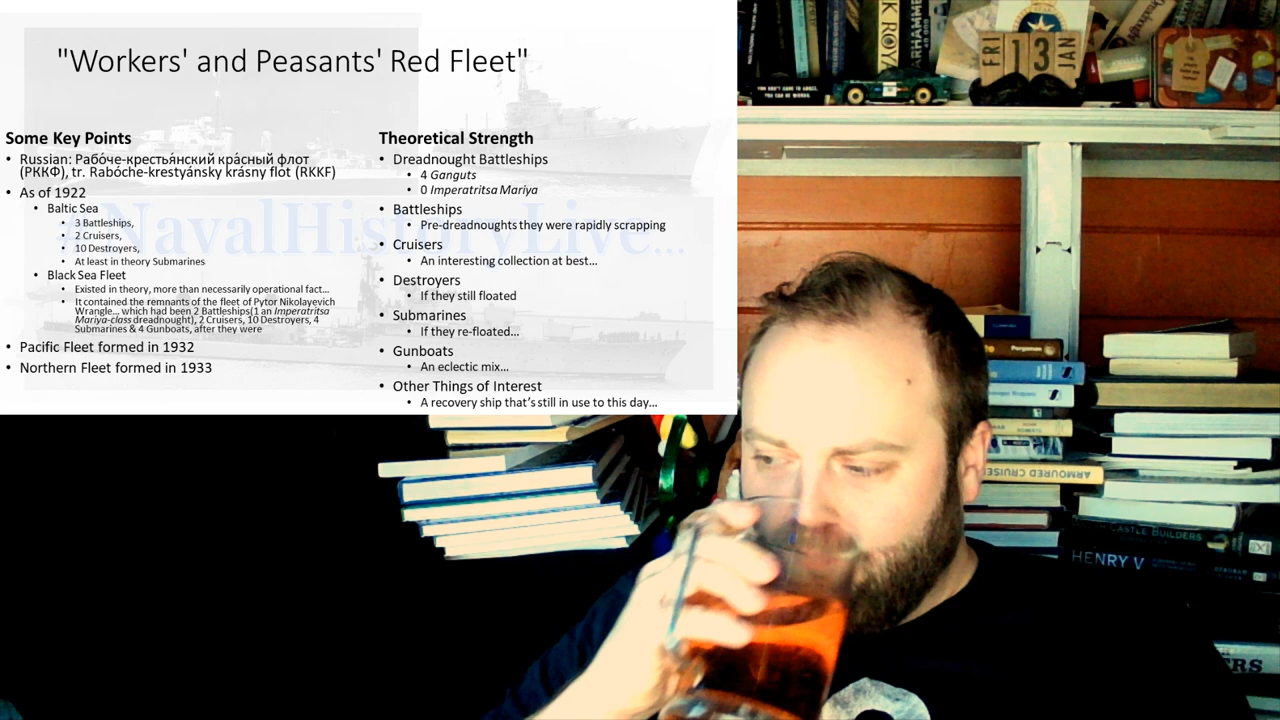 "Workers' and Peasants' Red Fleet"
Some Key Points
• Russian: Рабо́че-крестья́нский кра́сный флот
(РККФ), tr. Rabóche-krestyánsky krásny flot (RKKF)
• As of 1922
• Baltic Sea
• 3 Battleships,
• 2 Cruisers,
• 10 Destroyers,
• At least in theory Submarines
• Black Sea Fleet
• Existed in theory, more than necessarily operational fact...
• It contained the remnants of the fleet of Pytor Nikolayevich
Wrangle... which had been 2 Battleships(1 an Imperatritsa
Mariya-class dreadnought), 2 Cruisers, 10 Destroyers, 4
Submarines & 4 Gunboats, after they were
• Pacific Fleet formed in 1932
• Northern Fleet formed in 1933
Theoretical Strength
• Dreadnought Battleships
• 4 Ganguts
• 0 Imperatritsa Mariya
• Battleships
• Pre-dreadnoughts they were rapidly scrapping
• Cruisers
• An interesting collection at best...
• Destroyers
• If they still floated
• Submarines
• If they re-floated...
• Gunboats
• An eclectic mix...
• Other Things of Interest
• A recovery ship that's still in use to this day...
NavalHistoryLive...
FRI 13 JAN
ARMOURED CRUISER
CASTLE BUILDERS
HENRY V